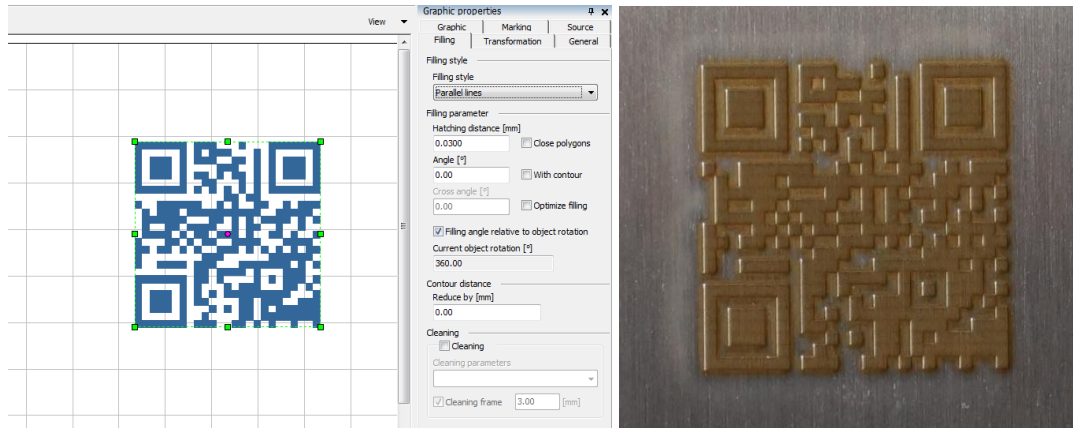 View
Graphic properties
Graphic
Marking
Source
Filling
Transformation
General
Filling style
Filling style
Parallel lines
Filling parameter
Hatching distance [mm]
0.0300
Close polygons
Angle [°]
0.00
With contour
Cross angle [°]
0.00
Optimize filling
Filling angle relative to object rotation
Current object rotation [°]
360.00
Contour distance
Reduce by [mm]
0.00
Cleaning
Cleaning
Cleaning parameters
Cleaning frame
3.00
[mm]